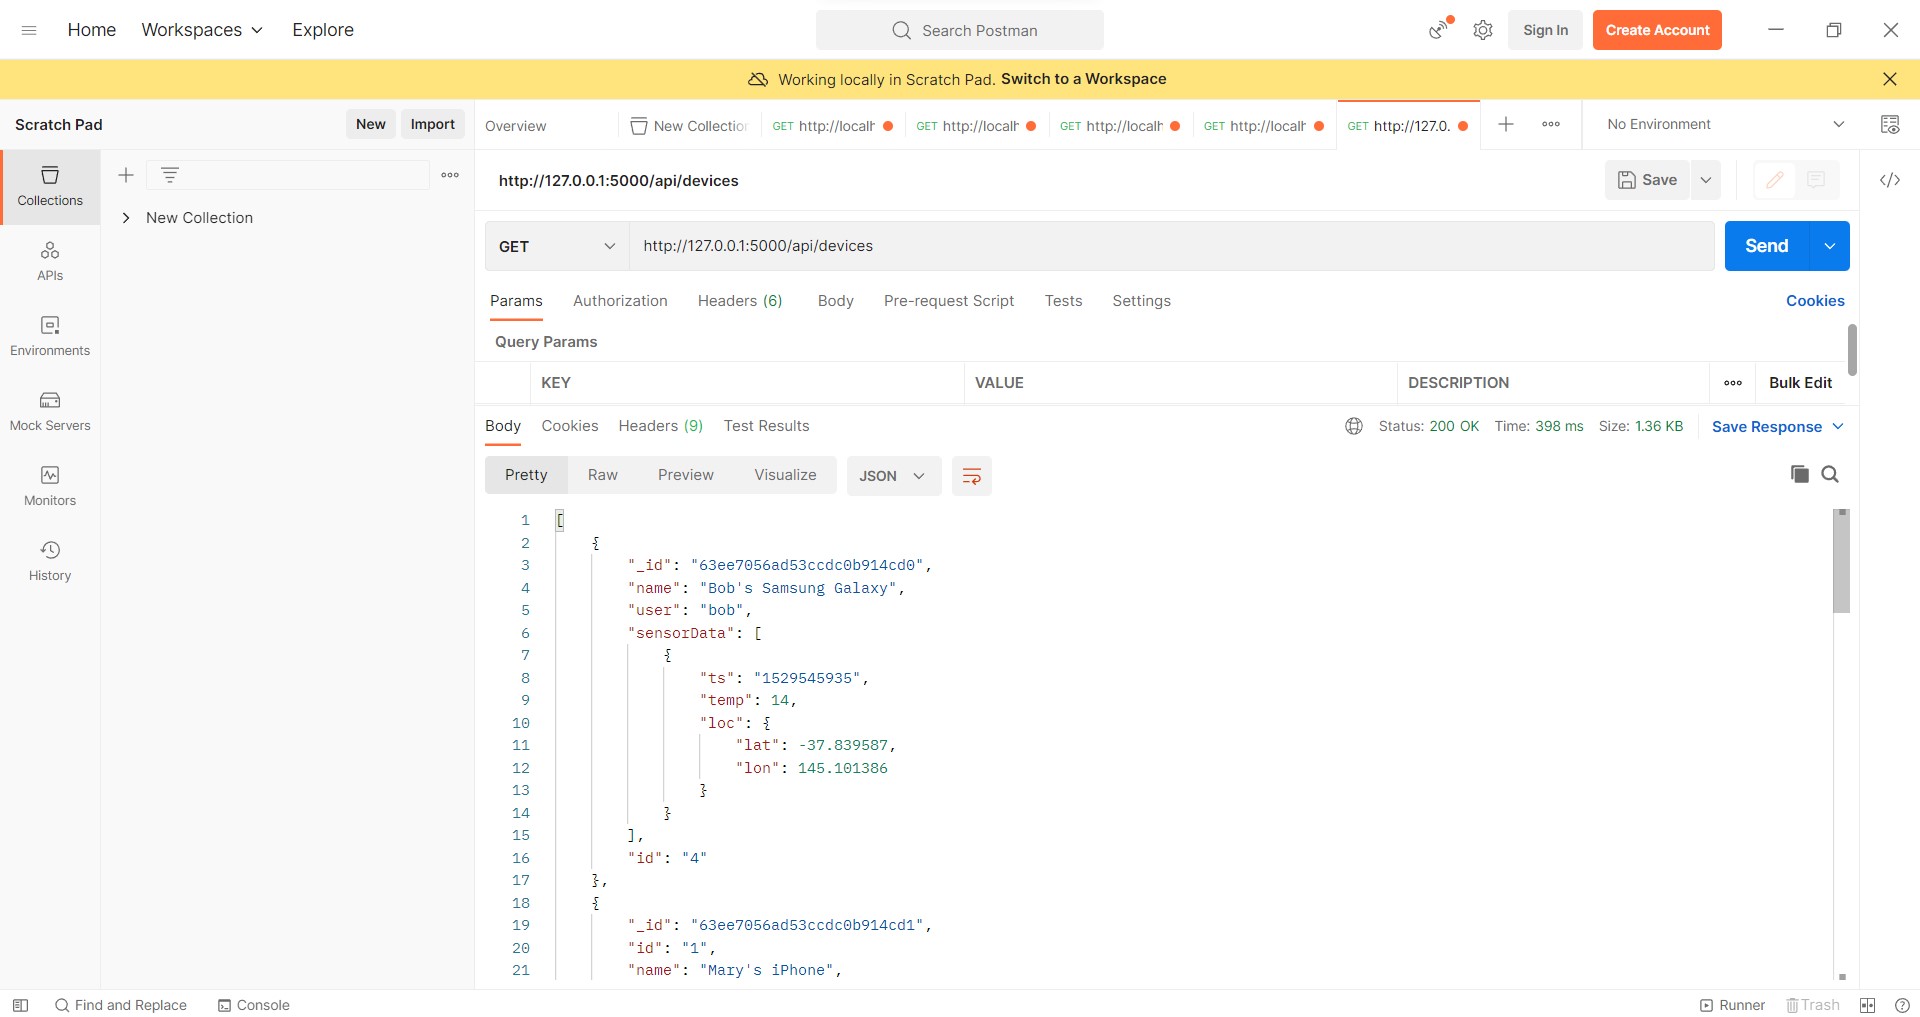 Home Workspaces Explore Search Postman Sign In Create Account
Working locally in Scratch Pad. Switch to a Workspace
Scratch Pad New Import Overview New Collection GET http://localh GET http://localh GET http://localh GET http://localh GET http://127.0. No Environment
Collections
New Collection
APIs
Environments
Mock Servers
Monitors
History
http://127.0.0.1:5000/api/devices Save
GET http://127.0.0.1:5000/api/devices Send
Params Authorization Headers (6) Body Pre-request Script Tests Settings Cookies
Query Params
KEY VALUE DESCRIPTION Bulk Edit
Body Cookies Headers (9) Test Results Status: 200 OK Time: 398 ms Size: 1.36 KB Save Response
Pretty Raw Preview Visualize JSON
1 [
2 {
3 "_id": "63ee7056ad53ccdc0b914cd0",
4 "name": "Bob's Samsung Galaxy",
5 "user": "bob",
6 "sensorData": [
7 {
8 "ts": "1529545935",
9 "temp": 14,
10 "loc": {
11 "lat": -37.839587,
12 "lon": 145.101386
13 }
14 }
15 ],
16 "id": "4"
17 },
18 {
19 "_id": "63ee7056ad53ccdc0b914cd1",
20 "id": "1",
21 "name": "Mary's iPhone",
Find and Replace Console Runner Trash